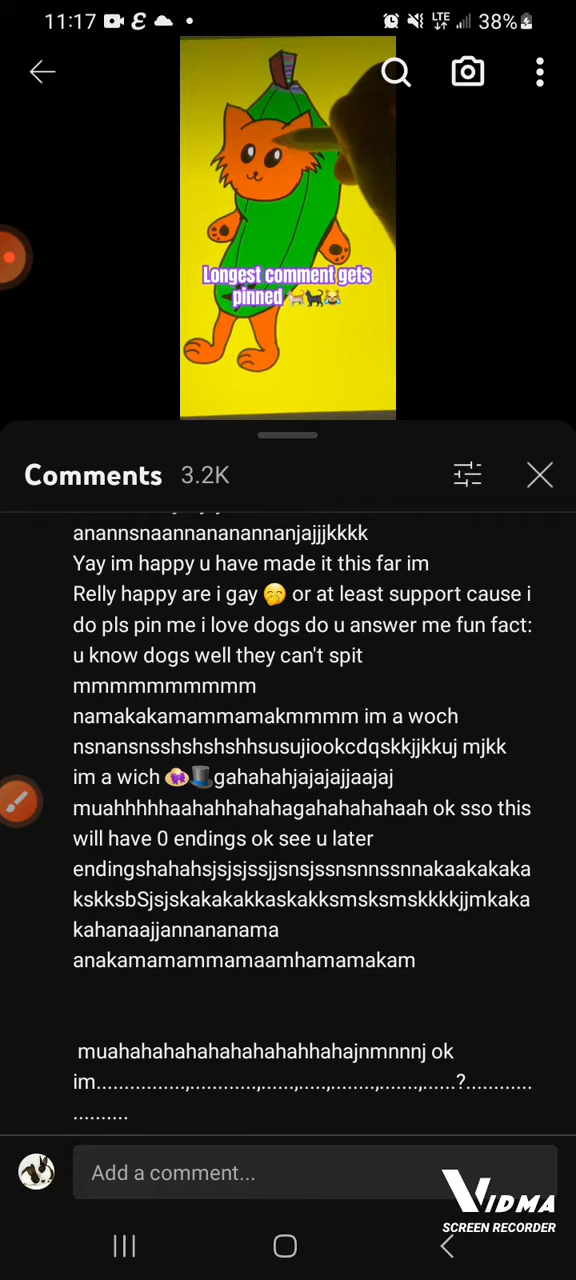 11:17
LTE 38%
Longest comment gets
pinned
Comments 3.2K
anannsnaannananannanjajjjkkkk
Yay im happy u have made it this far im
Relly happy are i gay 🤭 or at least support cause i
do pls pin me i love dogs do u answer me fun fact:
u know dogs well they can't spit
mmmmmmmmmm
namakakamammamakmmmm im a woch
nsnansnsshshshshhsusujiookcdqskkjjkkuj mjkk
im a wich 👒🎩gahahahjajajajjaajaj
muahhhhhaahahhahahagahahahahaah ok sso this
will have 0 endings ok see u later
endingshahahsjsjsjssjjsnsjssnsnnssnnakaakakaka
kskksbSjsjskakakakkaskakksmsksmskkkkjjmkaka
kahanaajjannananama
anakamamammamaamhamamakam
muahahahahahahahahahhahajnmnnnj ok
im...............,............,.....,....,.......,......,.....?...........
..........
Add a comment...
VIDMA
SCREEN RECORDER